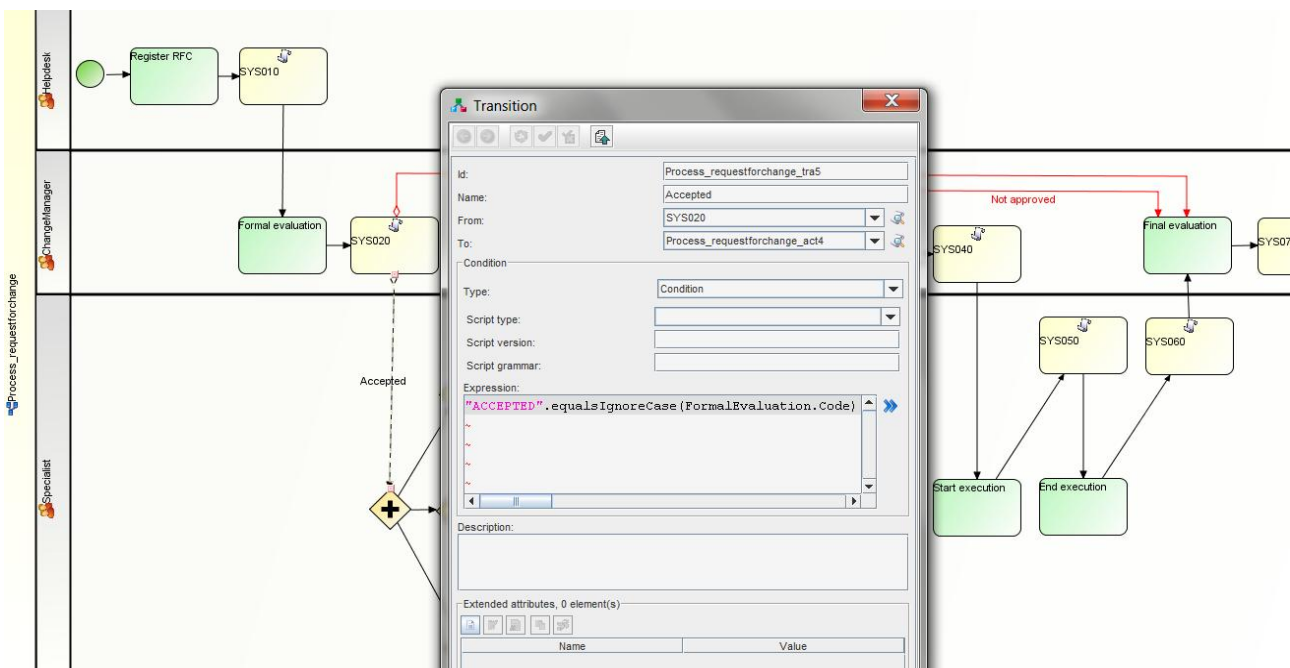 Process_requestforchange
Helpdesk
Register RFC
SYS010
ChangeManager
Formal evaluation
SYS020
Not approved
SYS040
Final evaluation
SYS07
Specialist
Accepted
SYS050
SYS060
Start execution
End execution
Transition
Id: Process_requestforchange_tra5
Name: Accepted
From: SYS020
To: Process_requestforchange_act4
Condition
Type: Condition
Script type:
Script version:
Script grammar:
Expression:
"ACCEPTED".equalsIgnoreCase(FormalEvaluation.Code)
~
~
~
~
Description:
Extended attributes, 0 element(s)
Name Value